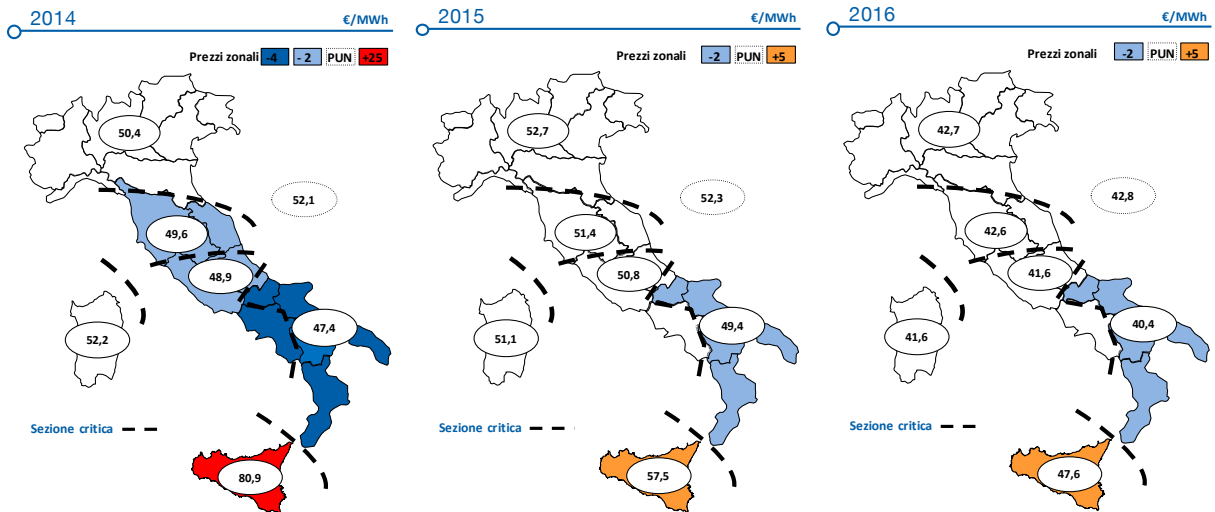 2014 €/MWh
Prezzi zonali -4 - 2 PUN +25
50,4
52,1
49,6
48,9
47,4
52,2
Sezione critica
80,9
2015 €/MWh
Prezzi zonali -2 PUN +5
52,7
52,3
51,4
50,8
49,4
51,1
Sezione critica
57,5
2016 €/MWh
Prezzi zonali -2 PUN +5
42,7
42,8
42,6
41,6
40,4
41,6
Sezione critica
47,6